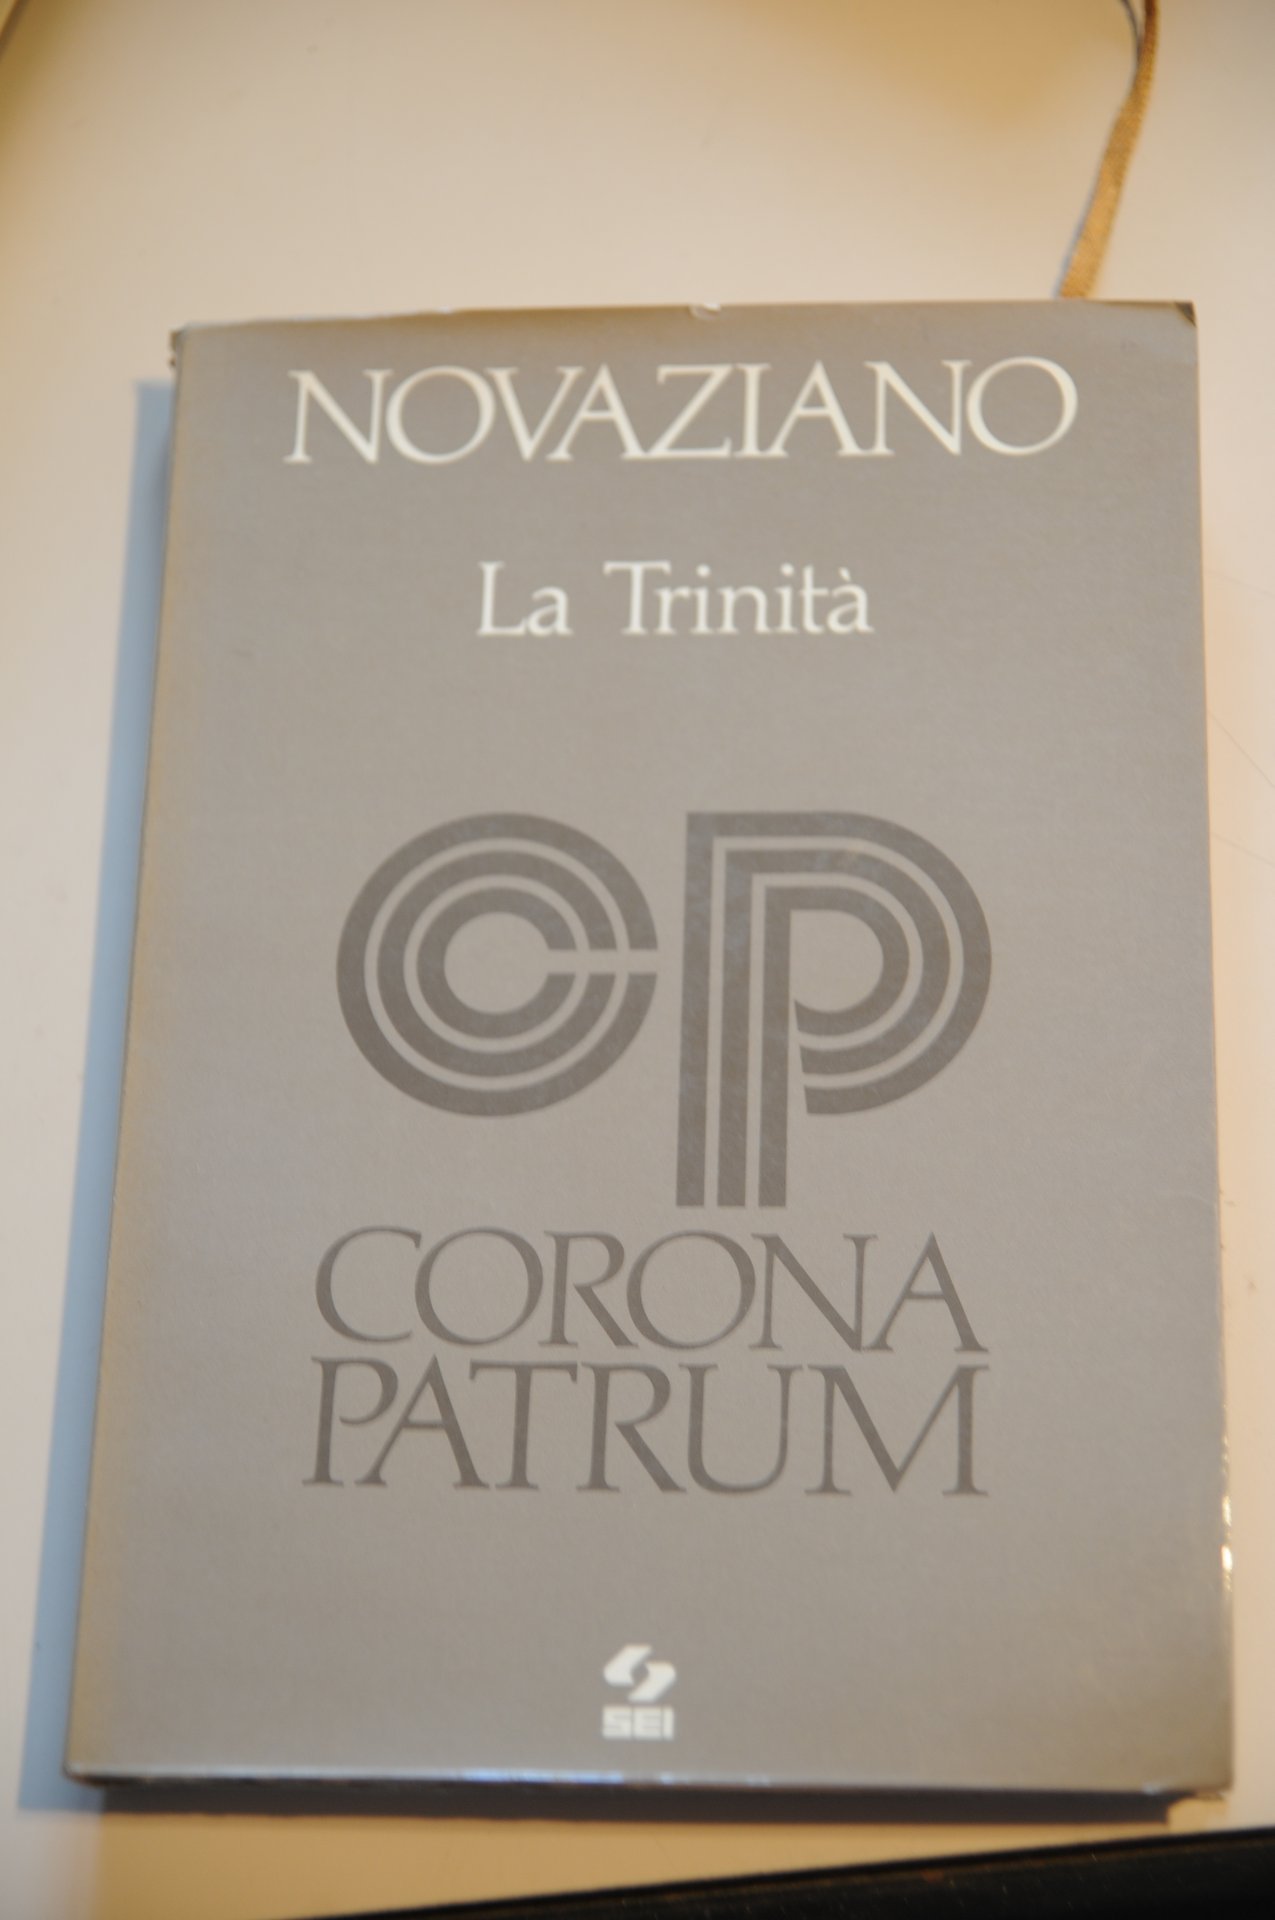 NOVAZIANO
La Trinità
CP
CORONA
PATRUM
SEI